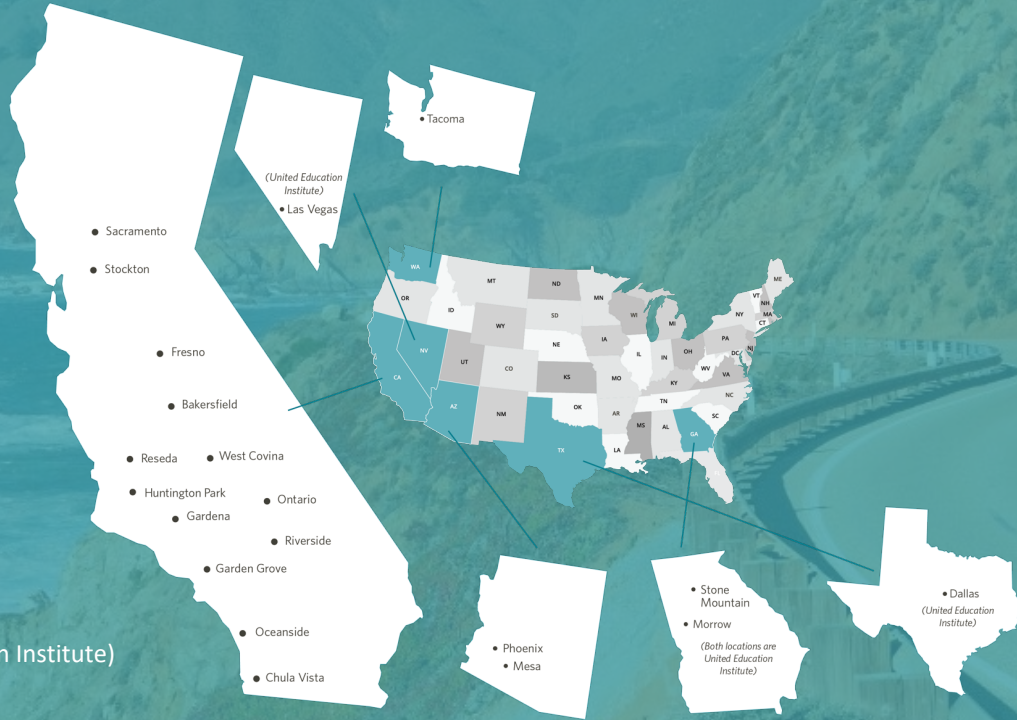 Tacoma
(United Education
Institute)
Las Vegas
Sacramento
Stockton
Fresno
Bakersfield
Reseda
West Covina
Huntington Park
Ontario
Gardena
Riverside
Garden Grove
Oceanside
n Institute)
Chula Vista
WA
MT
ND
MN
ME
VT
NH
OR
ID
SD
WI
NY
MA
CT
WY
MI
NV
NE
IA
PA
NJ
UT
CO
IL
IN
OH
DC
CA
KS
MO
WV
VA
KY
NC
AZ
NM
OK
AR
TN
SC
MS
AL
GA
TX
LA
Phoenix
Mesa
Stone
Mountain
Morrow
(Both locations are
United Education
Institute)
Dallas
(United Education
Institute)